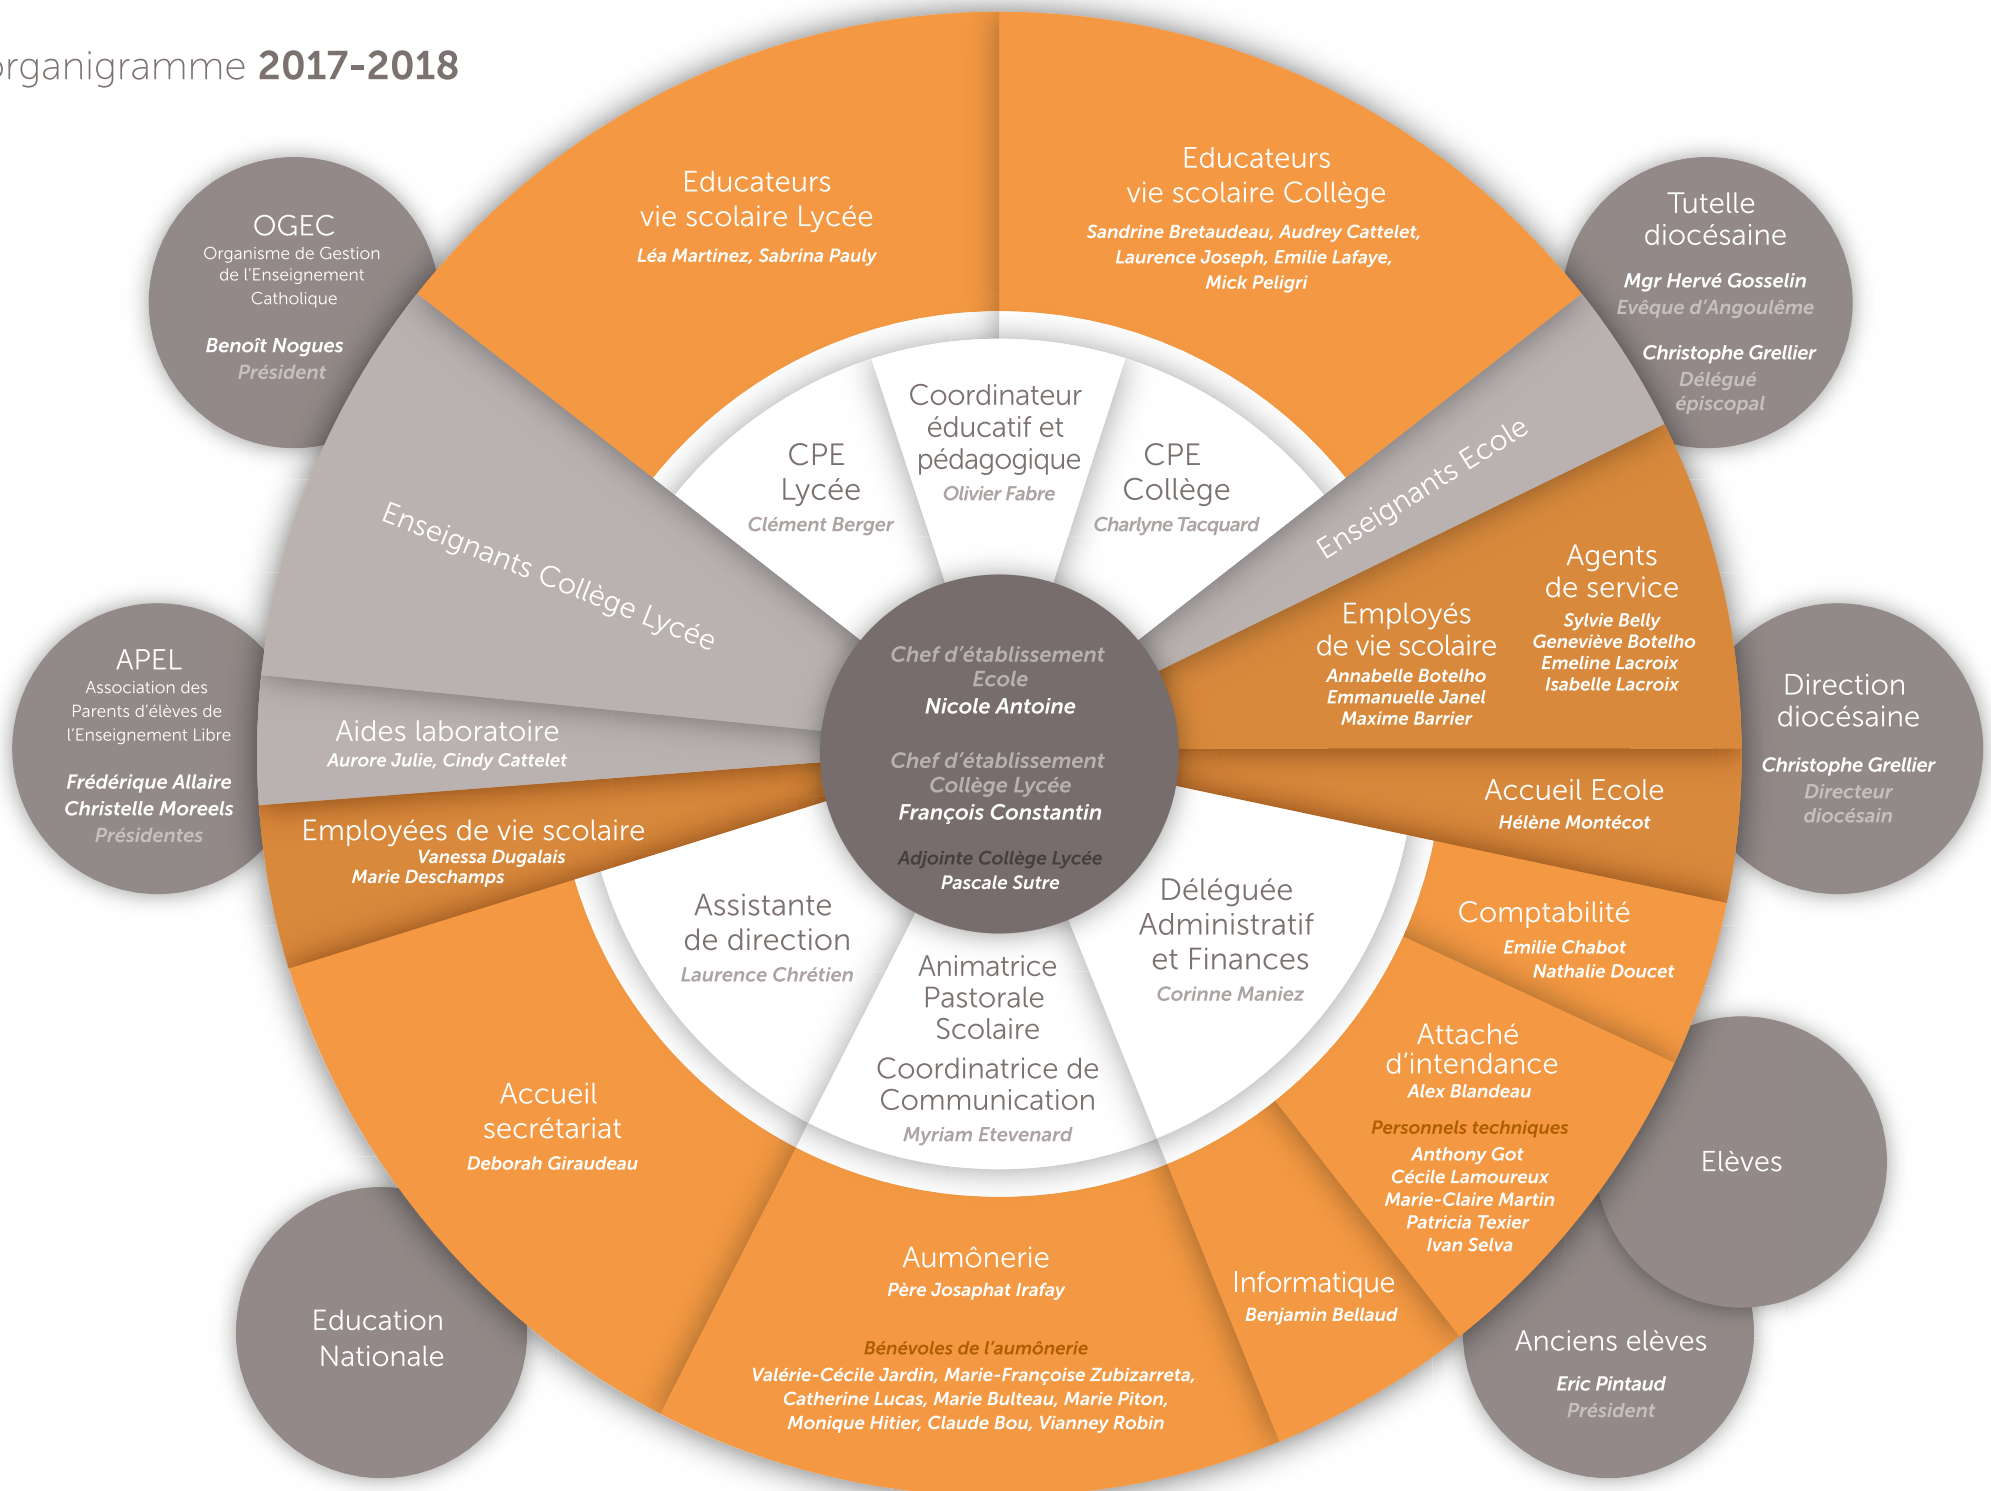 organigramme 2017-2018
Educateurs
vie scolaire Lycée
Léa Martinez, Sabrina Pauly
Educateurs
vie scolaire Collège
Sandrine Bretaudeau, Audrey Cattelet,
Laurence Joseph, Emilie Lafaye,
Mick Peligri
OGEC
Organisme de Gestion
de l'Enseignement
Catholique
Benoît Nogues
Président
Tutelle
diocésaine
Mgr Hervé Gosselin
Evêque d'Angoulême
Christophe Grellier
Délégué
épiscopal
CPE
Lycée
Clément Berger
Coordinateur
éducatif et
pédagogique
Olivier Fabre
CPE
Collège
Charlyne Tacquard
Enseignants Ecole
Enseignants Collège Lycée
Agents
de service
Sylvie Belly
Geneviève Botelho
Emeline Lacroix
Isabelle Lacroix
Employés
de vie scolaire
Annabelle Botelho
Emmanuelle Janel
Maxime Barrier
APEL
Association des
Parents d'élèves de
l'Enseignement Libre
Frédérique Allaire
Christelle Moreels
Présidentes
Aides laboratoire
Aurore Julie, Cindy Cattelet
Employées de vie scolaire
Vanessa Dugalais
Marie Deschamps
Chef d'établissement
Ecole
Nicole Antoine
Chef d'établissement
Collège Lycée
François Constantin
Adjointe Collège Lycée
Pascale Sutre
Direction
diocésaine
Christophe Grellier
Directeur
diocésain
Accueil Ecole
Hélène Montécot
Assistante
de direction
Laurence Chrétien
Animatrice
Pastorale
Scolaire
Coordinatrice de
Communication
Myriam Etevenard
Déléguée
Administratif
et Finances
Corinne Maniez
Comptabilité
Emilie Chabot
Nathalie Doucet
Attaché
d'intendance
Alex Blandeau
Personnels techniques
Anthony Got
Cécile Lamoureux
Marie-Claire Martin
Patricia Texier
Ivan Selva
Accueil
secrétariat
Deborah Giraudeau
Aumônerie
Père Josaphat Irafay
Bénévoles de l'aumônerie
Valérie-Cécile Jardin, Marie-Françoise Zubizarreta,
Catherine Lucas, Marie Bulteau, Marie Piton,
Monique Hitier, Claude Bou, Vianney Robin
Informatique
Benjamin Bellaud
Elèves
Education
Nationale
Anciens elèves
Eric Pintaud
Président